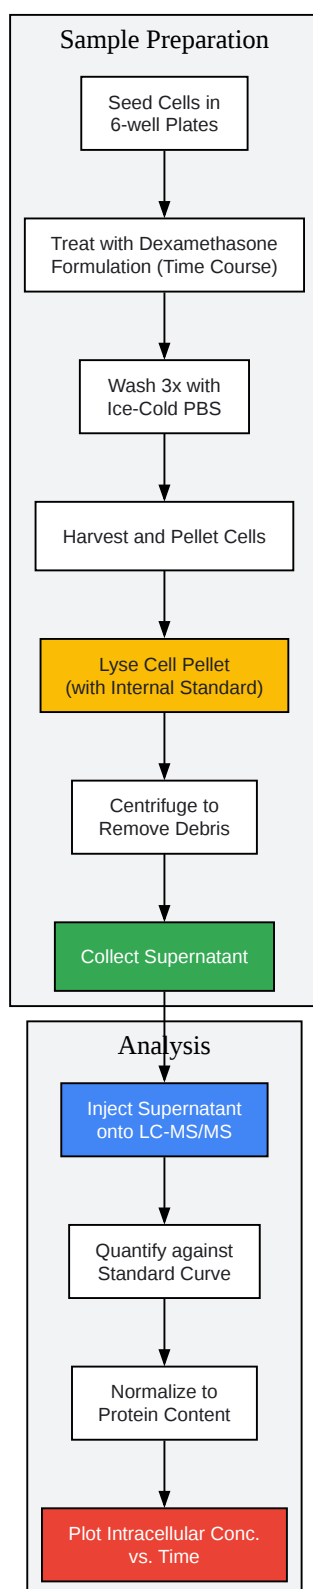 Sample Preparation
Seed Cells in
6-well Plates
Treat with Dexamethasone
Formulation (Time Course)
Wash 3x with
Ice-Cold PBS
Harvest and Pellet Cells
Lyse Cell Pellet
(with Internal Standard)
Centrifuge to
Remove Debris
Collect Supernatant
Analysis
Inject Supernatant
onto LC-MS/MS
Quantify against
Standard Curve
Normalize to
Protein Content
Plot Intracellular Conc.
vs. Time